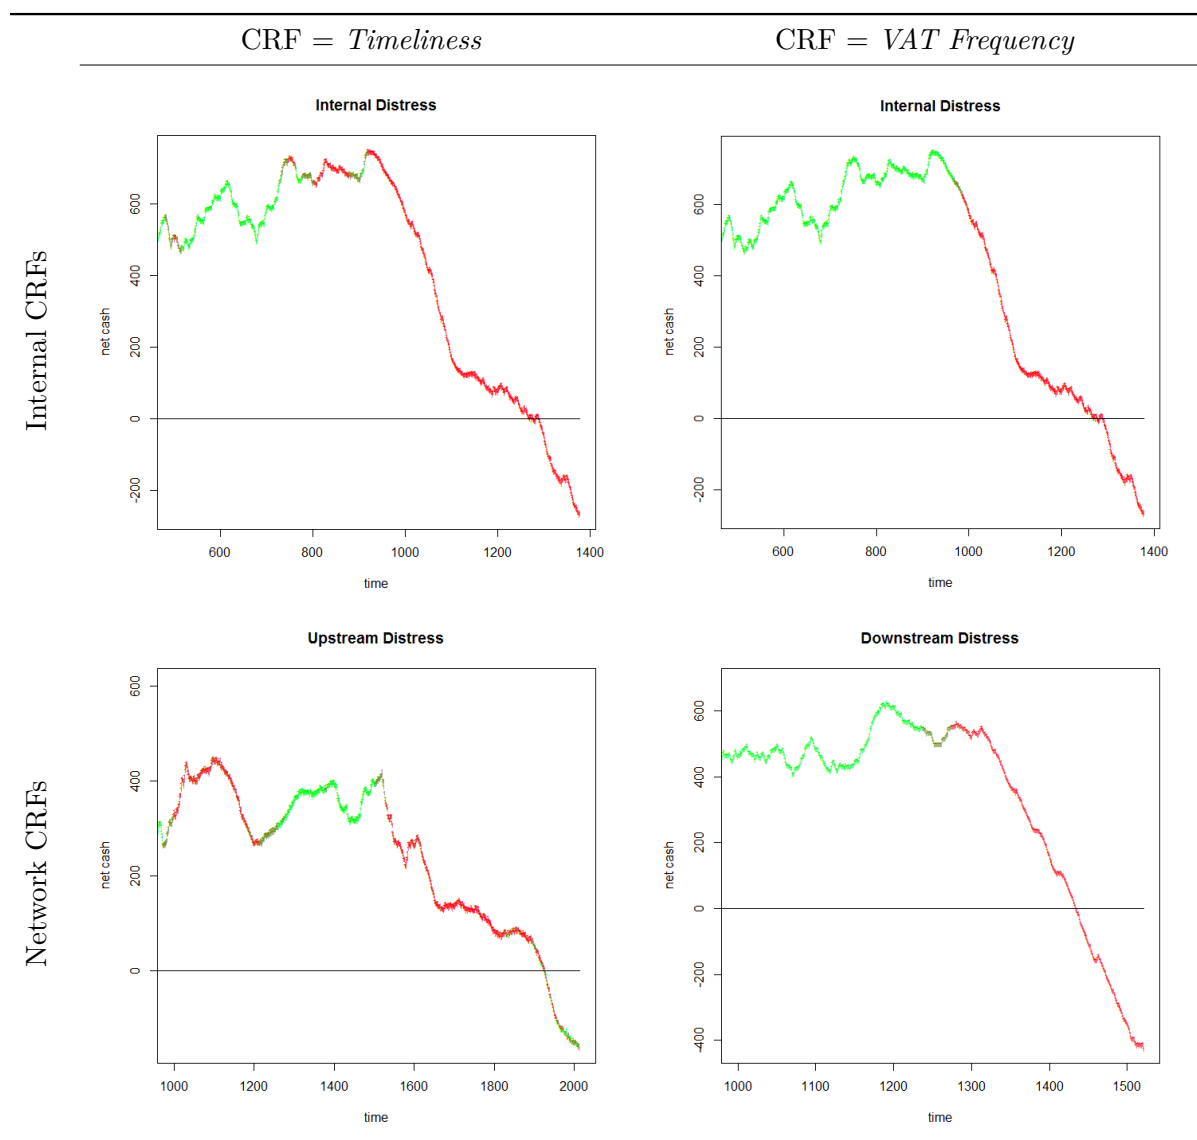 CRF = Timeliness CRF = VAT Frequency
Internal CRFs
Internal Distress
net cash
600
400
200
0
-200
600 800 1000 1200 1400
time
Internal Distress
net cash
600
400
200
0
-200
600 800 1000 1200 1400
time
Network CRFs
Upstream Distress
net cash
600
400
200
0
1000 1200 1400 1600 1800 2000
time
Downstream Distress
net cash
600
400
200
0
-200
-400
1000 1100 1200 1300 1400 1500
time